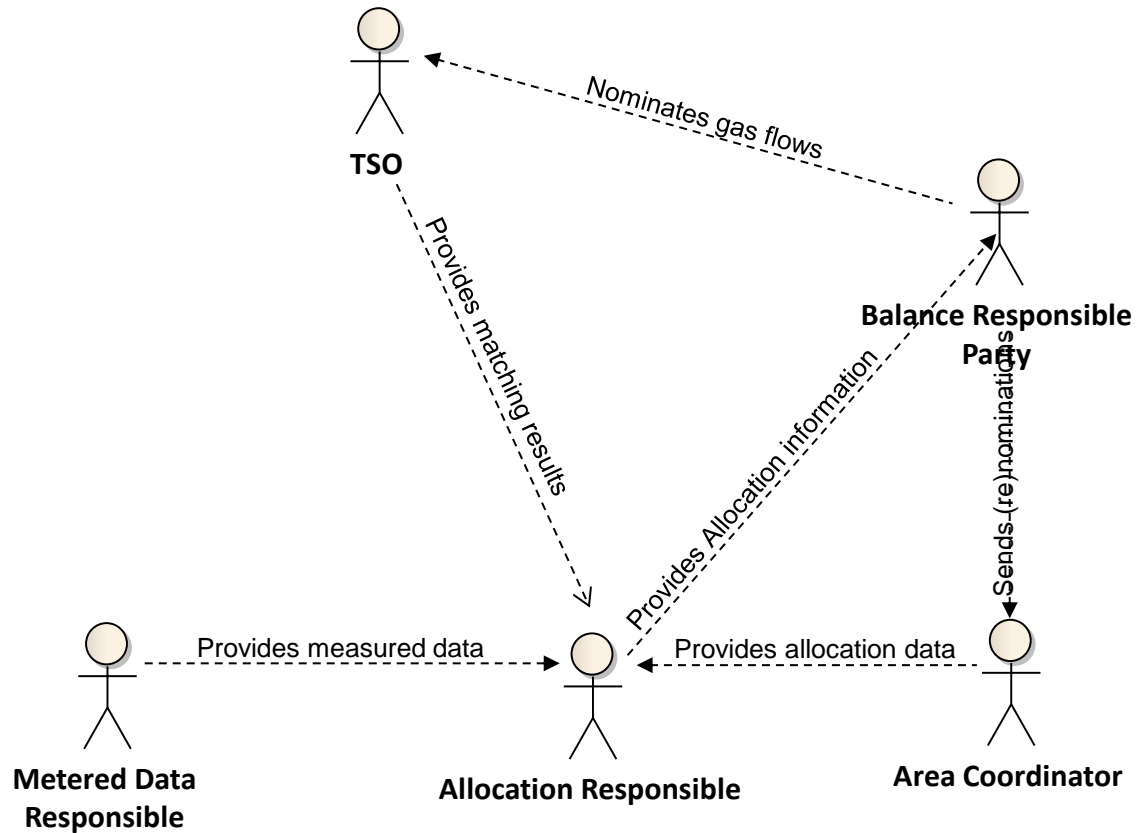 Nominates gas flows
TSO
Provides matching results
Balance Responsible
Party
Provides Allocation information
Sends (re)nominations
Provides measured data
Provides allocation data
Metered Data
Responsible
Allocation Responsible
Area Coordinator